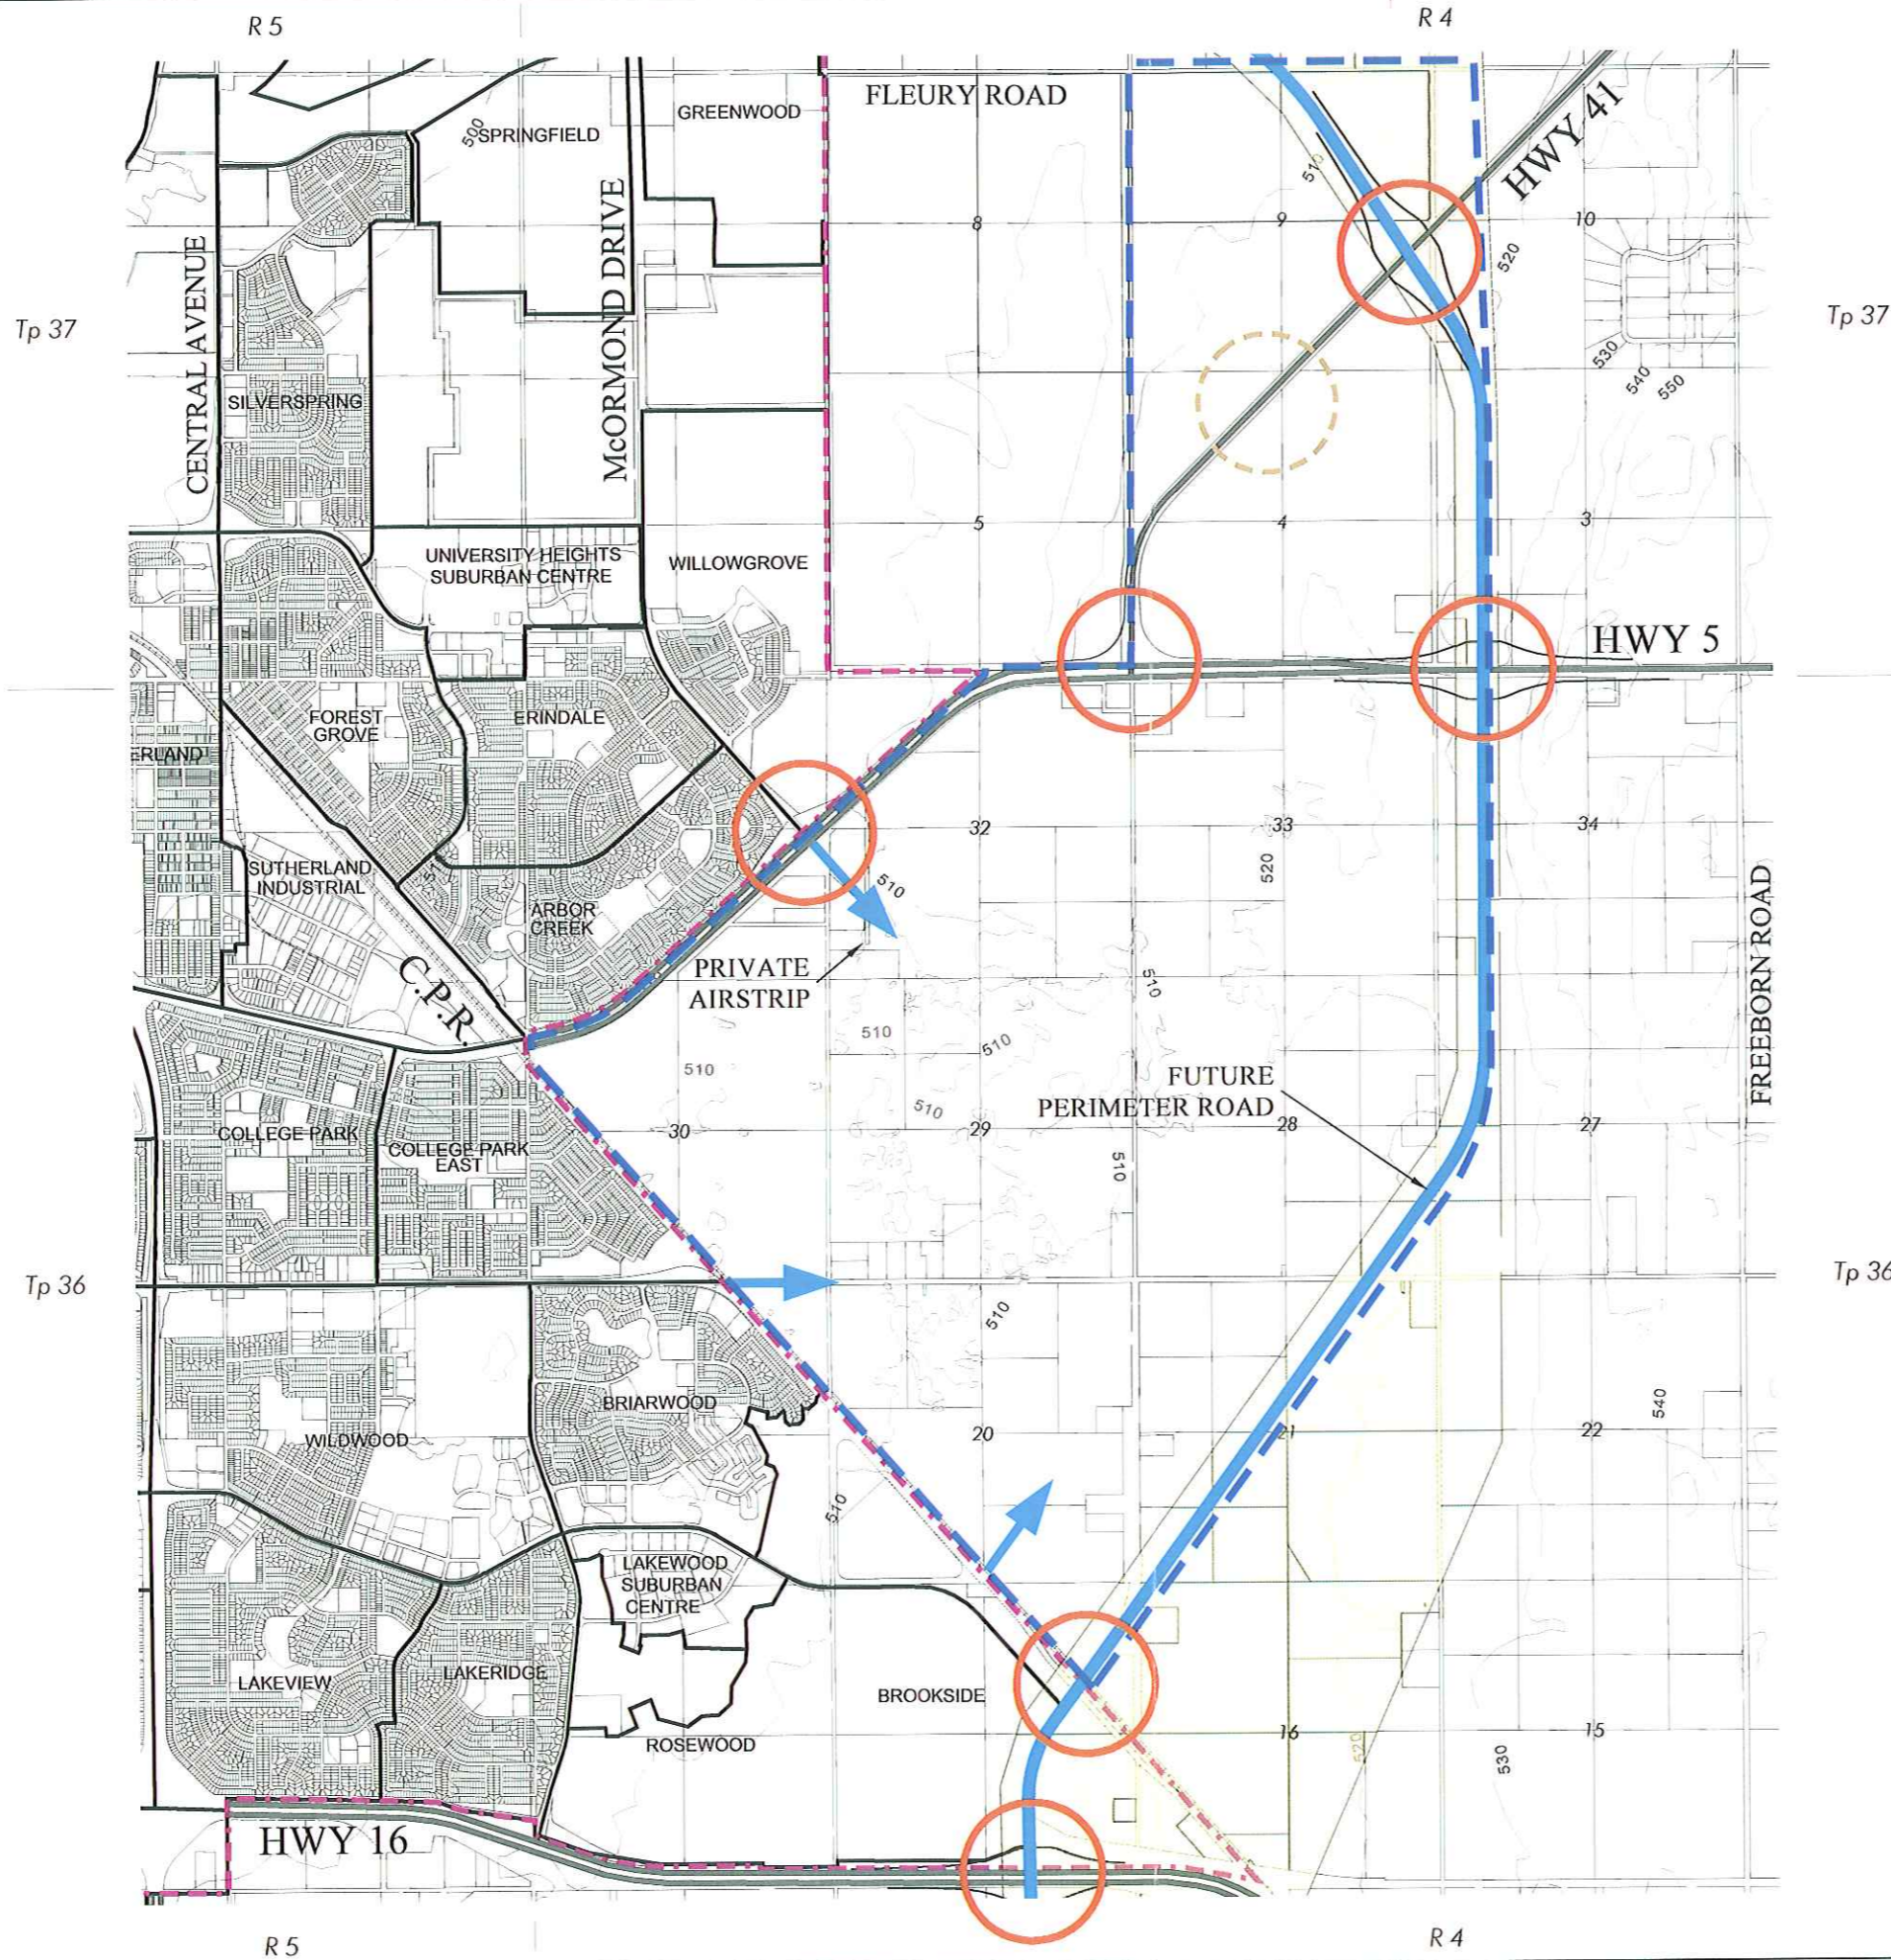 R 5
R 4
FLEURY ROAD
GREENWOOD
500
SPRINGFIELD
HWY 41
510
8
9
10
520
CENTRAL AVENUE
McORMOND DRIVE
Tp 37
Tp 37
530
540
550
SILVERSPRING
5
4
3
UNIVERSITY HEIGHTS
SUBURBAN CENTRE
WILLOWGROVE
HWY 5
FOREST
GROVE
ERINDALE
ERLAND
32
33
34
520
SUTHERLAND
INDUSTRIAL
510
ARBOR
CREEK
FREEBORN ROAD
C.P.R.
PRIVATE
AIRSTRIP
510
510
510
510
FUTURE
PERIMETER ROAD
510
COLLEGE PARK
COLLEGE PARK
EAST
30
29
28
27
510
Tp 36
Tp 36
510
BRIARWOOD
540
WILDWOOD
20
21
22
510
LAKEWOOD
SUBURBAN
CENTRE
LAKEVIEW
LAKERIDGE
BROOKSIDE
ROSEWOOD
16
15
520
530
HWY 16
R 5
R 4